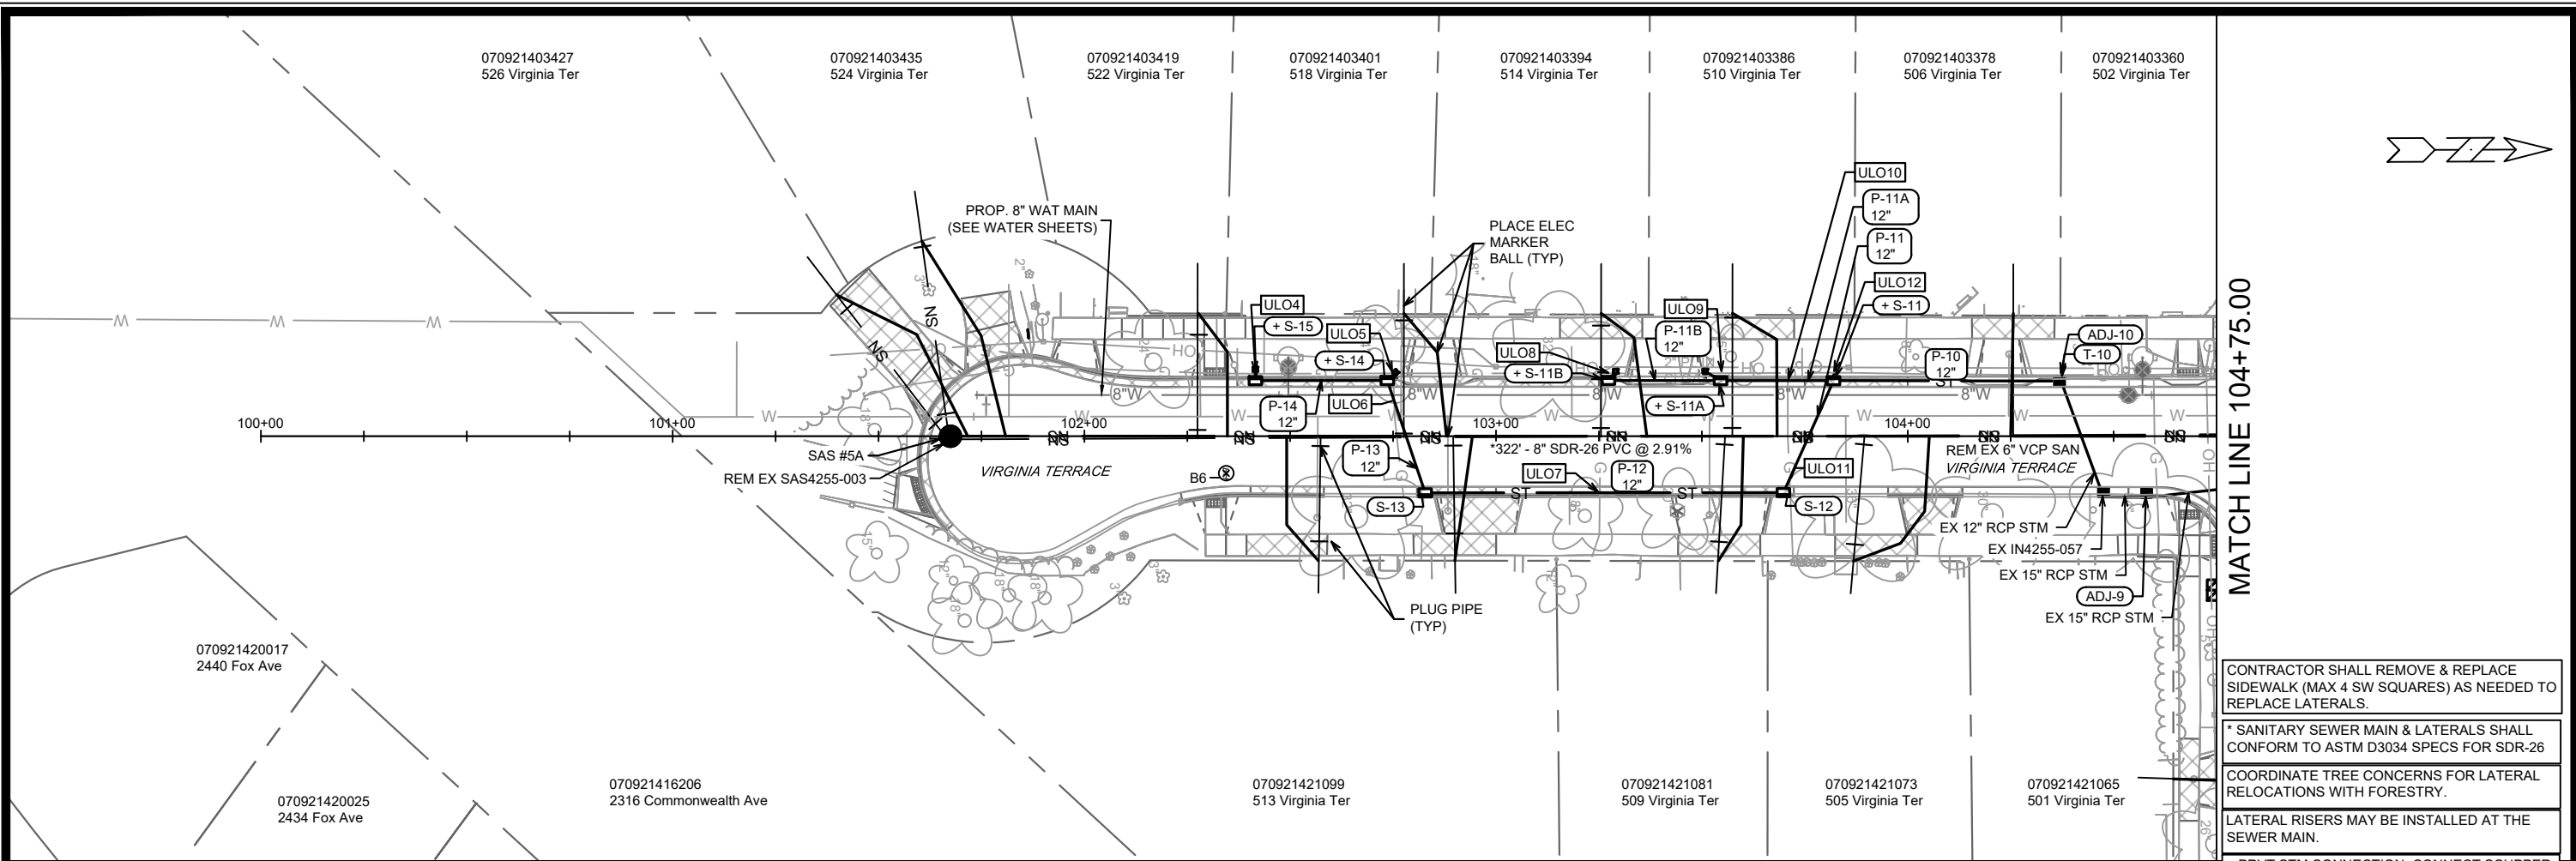 070921403427
526 Virginia Ter
070921403435
524 Virginia Ter
070921403419
522 Virginia Ter
070921403401
518 Virginia Ter
070921403394
514 Virginia Ter
070921403386
510 Virginia Ter
070921403378
506 Virginia Ter
070921403360
502 Virginia Ter
PROP. 8" WAT MAIN
(SEE WATER SHEETS)
PLACE ELEC
MARKER
BALL (TYP)
ULO10
P-11A
12"
P-11
12"
ULO12
+ S-11
ULO4
+ S-15
ULO5
+ S-14
ULO8
+ S-11B
ULO9
P-11B
12"
P-10
12"
ADJ-10
T-10
P-14
12"
ULO6
+ S-11A
8"W
8"W
8"W
8"W
100+00
101+00
102+00
103+00
104+00
SAS #5A
REM EX SAS4255-003
VIRGINIA TERRACE
B6
P-13
12"
*322' - 8" SDR-26 PVC @ 2.91%
ULO7
P-12
12"
ULO11
REM EX 6" VCP SAN
VIRGINIA TERRACE
ST
ST
S-13
S-12
EX 12" RCP STM
EX IN4255-057
EX 15" RCP STM
ADJ-9
EX 15" RCP STM
PLUG PIPE
(TYP)
070921420017
2440 Fox Ave
070921420025
2434 Fox Ave
070921416206
2316 Commonwealth Ave
070921421099
513 Virginia Ter
070921421081
509 Virginia Ter
070921421073
505 Virginia Ter
070921421065
501 Virginia Ter
MATCH LINE 104+75.00
CONTRACTOR SHALL REMOVE & REPLACE
SIDEWALK (MAX 4 SW SQUARES) AS NEEDED TO
REPLACE LATERALS.
* SANITARY SEWER MAIN & LATERALS SHALL
CONFORM TO ASTM D3034 SPECS FOR SDR-26
COORDINATE TREE CONCERNS FOR LATERAL
RELOCATIONS WITH FORESTRY.
LATERAL RISERS MAY BE INSTALLED AT THE
SEWER MAIN.